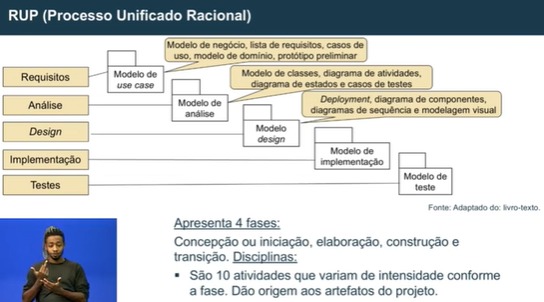 RUP (Processo Unificado Racional)
Modelo de negócio, lista de requisitos, casos de
uso, modelo de domínio, protótipo preliminar
Requisitos
Modelo de
use case
Modelo de classes, diagrama de atividades,
diagrama de estados e casos de testes
Análise
Modelo de
análise
Deployment, diagrama de componentes,
diagramas de sequência e modelagem visual
Design
Modelo
design
Implementação
Modelo de
implementação
Testes
Modelo de
teste
Fonte: Adaptado do: livro-texto.
Apresenta 4 fases:
Concepção ou iniciação, elaboração, construção e
transição. Disciplinas:
▪ São 10 atividades que variam de intensidade conforme
a fase. Dão origem aos artefatos do projeto.